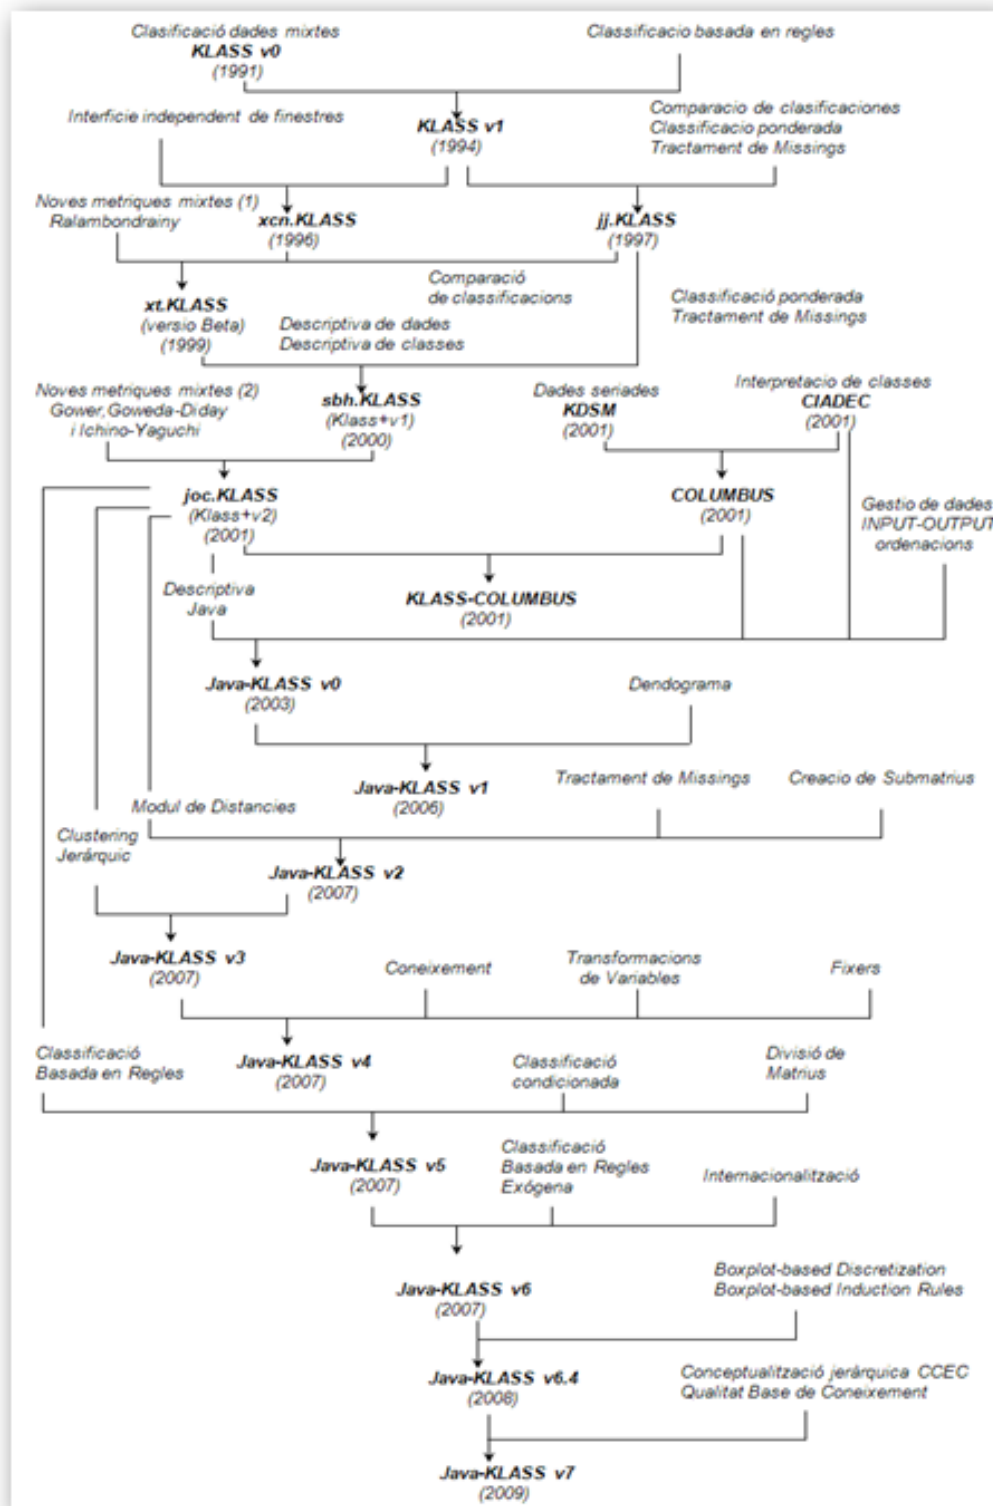 Clasificació dades mixtes
KLASS v0
(1991)
Classificacio basada en regles
Interficie independent de finestres
KLASS v1
(1994)
Comparacio de clasificaciones
Classificacio ponderada
Tractament de Missings
Noves metriques mixtes (1)
Ralambondrainy
xcn.KLASS
(1996)
jj.KLASS
(1997)
Comparació
de classificacions
xt.KLASS
(versio Beta)
(1999)
Descriptiva de dades
Descriptiva de classes
Classificació ponderada
Tractament de Missings
Noves metriques mixtes (2)
Gower,Goweda-Diday
i Ichino-Yaguchi
sbh.KLASS
(Klass+v1)
(2000)
Dades seriades
KDSM
(2001)
Interpretacio de classes
CIADEC
(2001)
joc.KLASS
(Klass+v2)
(2001)
COLUMBUS
(2001)
Gestio de dades
INPUT-OUTPUT
ordenacions
Descriptiva
Java
KLASS-COLUMBUS
(2001)
Java-KLASS v0
(2003)
Dendograma
Java-KLASS v1
(2006)
Tractament de Missings
Creacio de Submatrius
Modul de Distancies
Clustering
Jerárquic
Java-KLASS v2
(2007)
Java-KLASS v3
(2007)
Coneixement
Transformacions
de Variables
Fixers
Classificació
Basada en Regles
Java-KLASS v4
(2007)
Classificació
condicionada
Divisió de
Matrius
Java-KLASS v5
(2007)
Classificació
Basada en Regles
Exógena
Internacionalització
Java-KLASS v6
(2007)
Boxplot-based Discretization
Boxplot-based Induction Rules
Java-KLASS v6.4
(2008)
Conceptualització jerárquica CCEC
Qualitat Base de Coneixement
Java-KLASS v7
(2009)